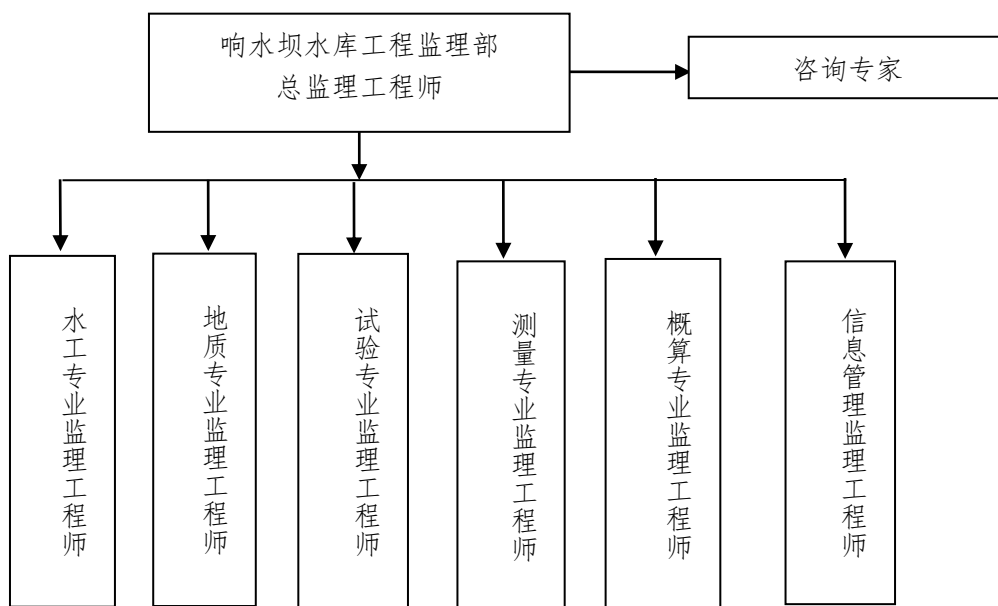 响水坝水库工程监理部
总监理工程师
咨询专家
水工专业监理工程师
地质专业监理工程师
试验专业监理工程师
测量专业监理工程师
概算专业监理工程师
信息管理监理工程师